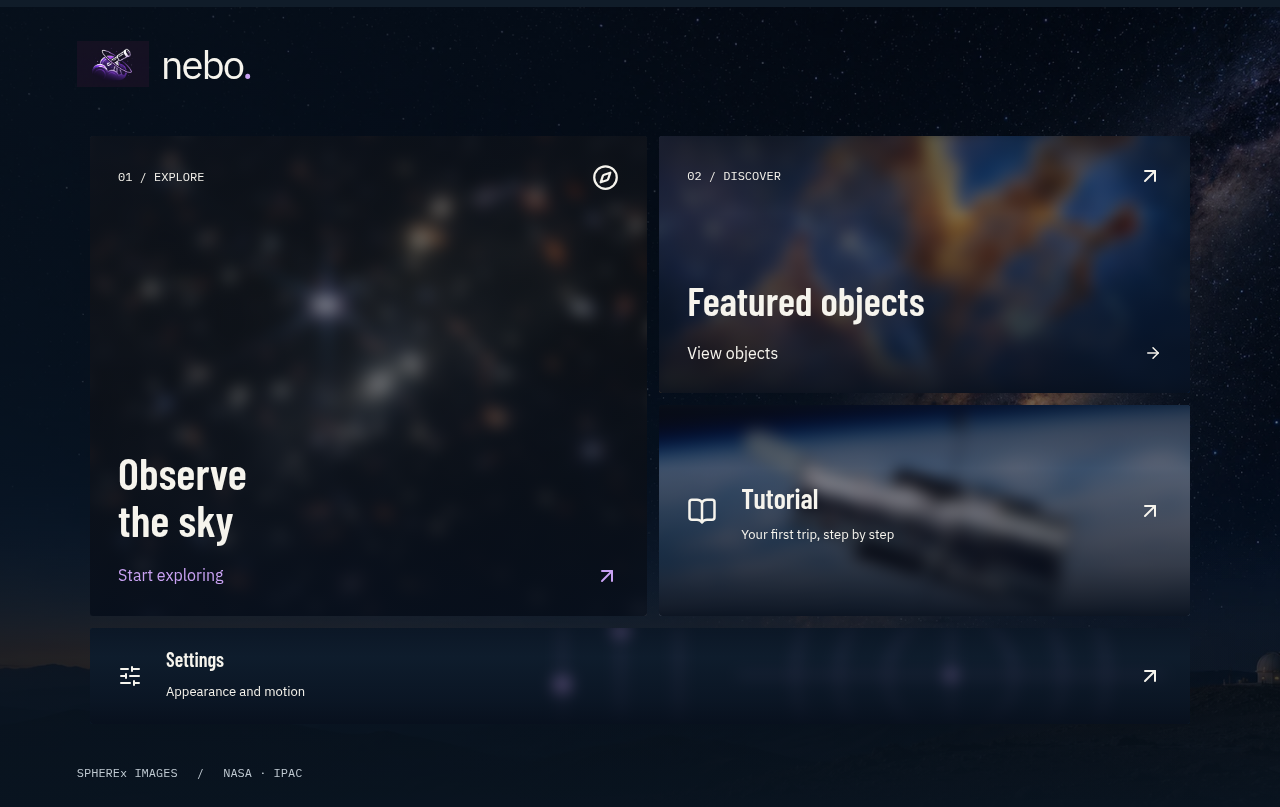 nebo.
01 / EXPLORE
Observe
the sky
Start exploring
02 / DISCOVER
Featured objects
View objects
Tutorial
Your first trip, step by step
Settings
Appearance and motion
SPHEREx IMAGES / NASA · IPAC